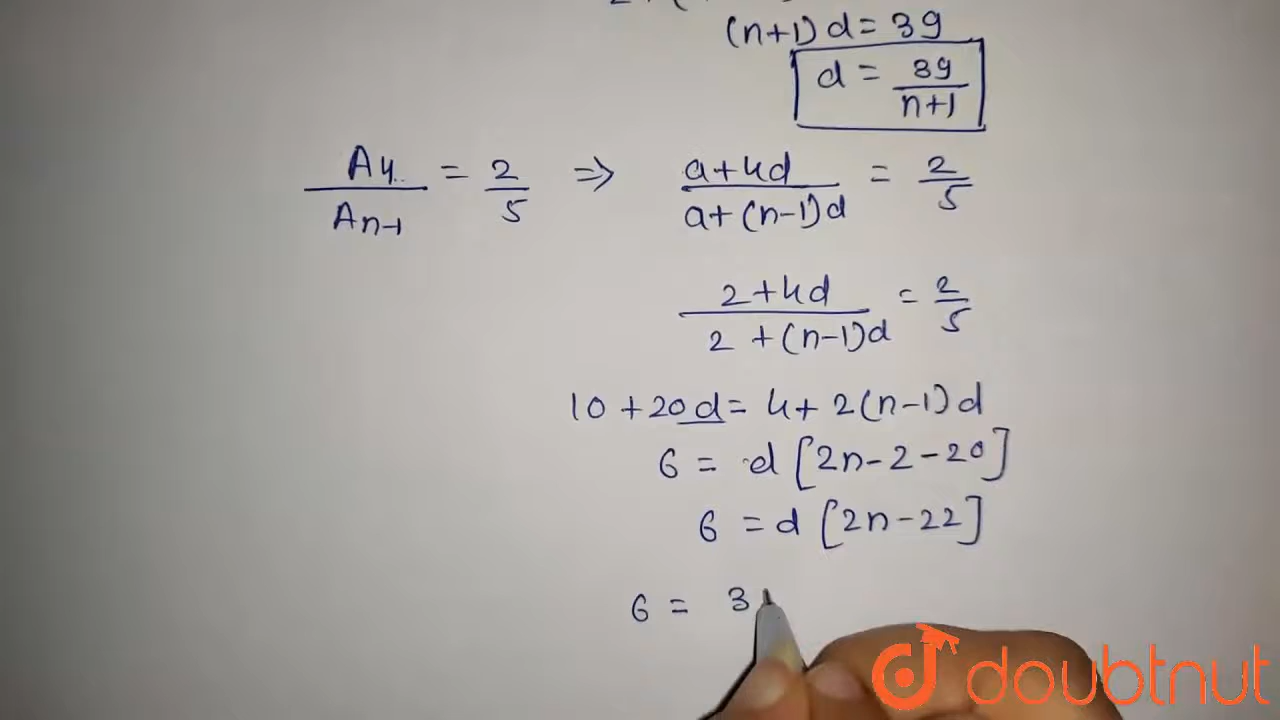 (n+1) d = 39
d = 39/n+1
A4/An-1 = 2/5 => a+4d/a+(n-1)d = 2/5
2+4d/2+(n-1)d = 2/5
10 + 20d = 4 + 2(n-1) d
6 = d [2n - 2 - 20]
6 = d [2n - 22]
6 = 3
doubtnut